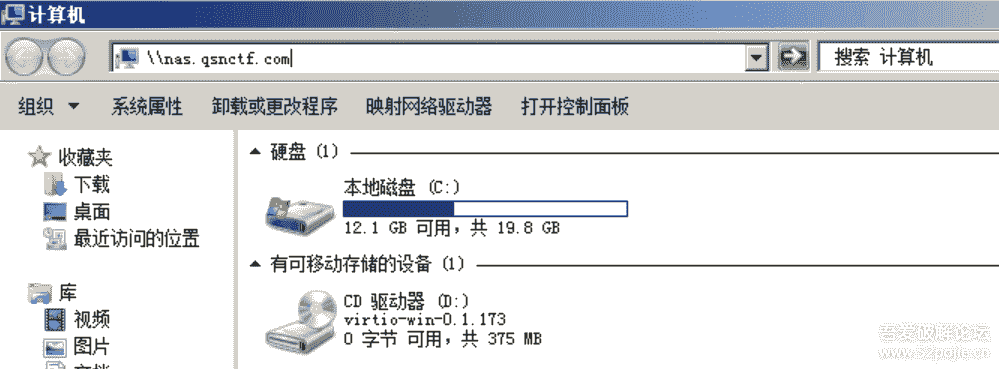 计算机
\\nas.qsnctf.com
搜索 计算机
组织 系统属性 卸载或更改程序 映射网络驱动器 打开控制面板
收藏夹
下载
桌面
最近访问的位置
库
视频
图片
文档
硬盘 (1)
本地磁盘 (C:)
12.1 GB 可用，共 19.8 GB
有可移动存储的设备 (1)
CD 驱动器 (D:)
virtio-win-0.1.173
0 字节 可用，共 375 MB
吾爱破解论坛
www.52pojie.cn